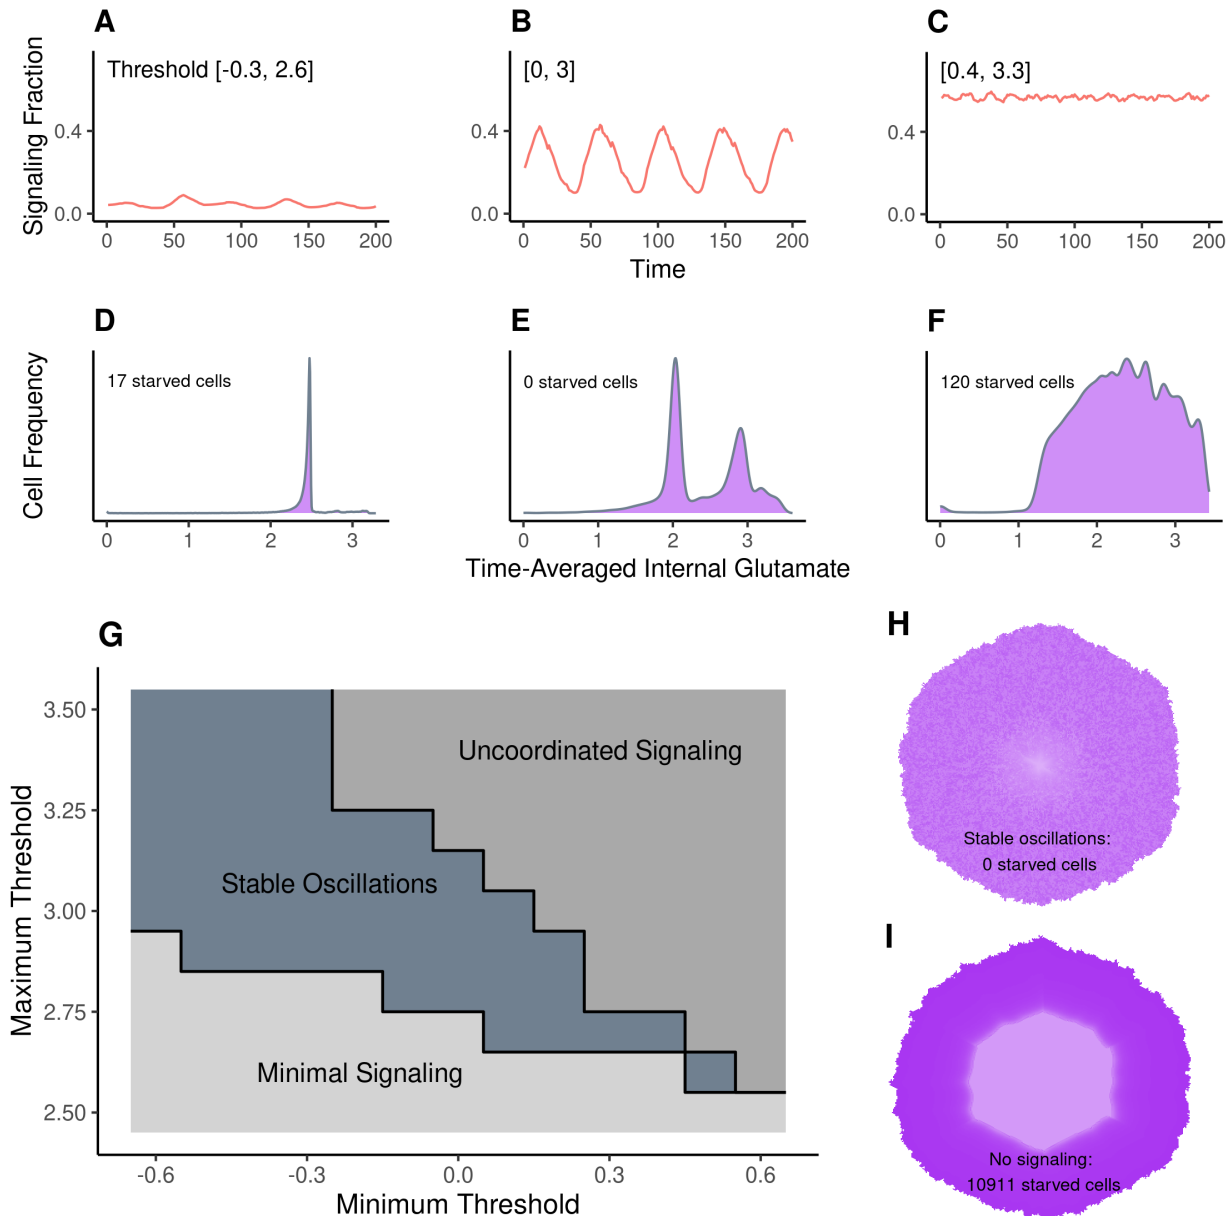 A
B
C
Signaling Fraction
Threshold [-0.3, 2.6]
[0, 3]
[0.4, 3.3]
0.4
0.0
0 50 100 150 200
0.4
0.0
0 50 100 150 200
0.4
0.0
0 50 100 150 200
Time
D
E
F
Cell Frequency
17 starved cells
0 starved cells
120 starved cells
0 1 2 3
0 1 2 3
0 1 2 3
Time-Averaged Internal Glutamate
G
Maximum Threshold
3.50
3.25
3.00
2.75
2.50
Uncoordinated Signaling
Stable Oscillations
Minimal Signaling
-0.6 -0.3 0.0 0.3 0.6
Minimum Threshold
H
Stable oscillations:
0 starved cells
I
No signaling:
10911 starved cells